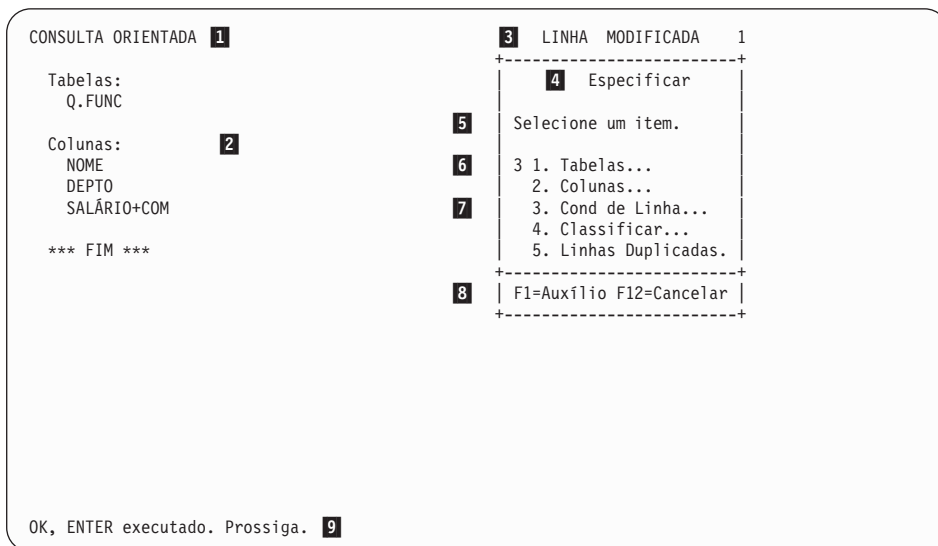 CONSULTA ORIENTADA 1 3 LINHA MODIFICADA 1
+-------------------------+
Tabelas: | 4 Especificar |
Q.FUNC | |
5 | Selecione um item. |
Colunas: 2 | |
NOME 6 | 3 1. Tabelas... |
DEPTO | 2. Colunas... |
SALÁRIO+COM 7 | 3. Cond de Linha... |
| 4. Classificar... |
*** FIM *** | 5. Linhas Duplicadas. |
+-------------------------+
8 | F1=Auxílio F12=Cancelar |
+-------------------------+
OK, ENTER executado. Prossiga. 9